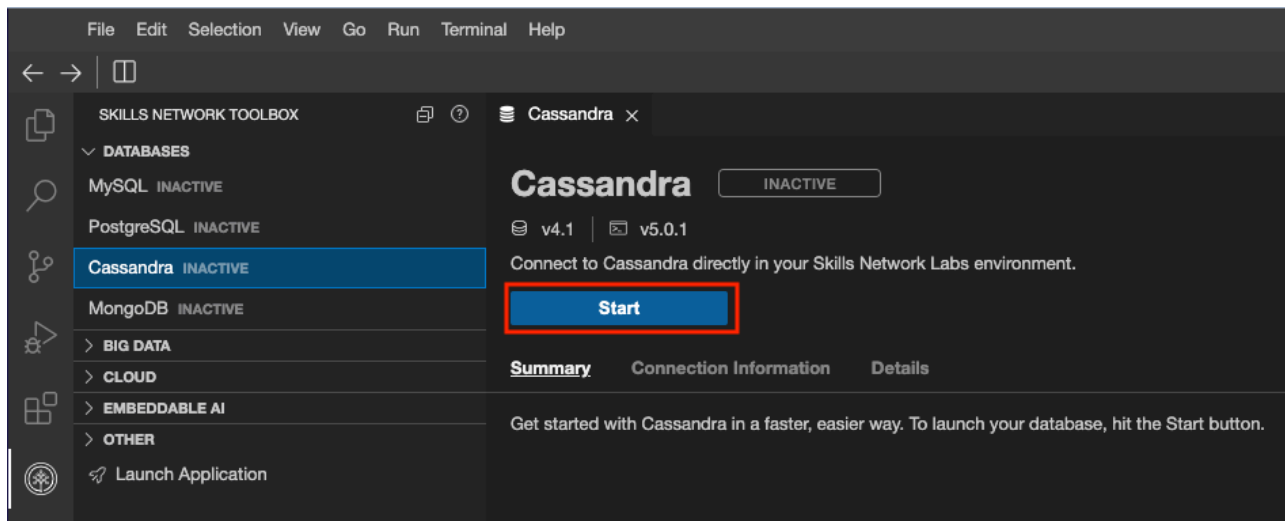 File Edit Selection View Go Run Terminal Help
SKILLS NETWORK TOOLBOX
DATABASES
MySQL INACTIVE
PostgreSQL INACTIVE
Cassandra INACTIVE
MongoDB INACTIVE
BIG DATA
CLOUD
EMBEDDABLE AI
OTHER
Launch Application
Cassandra
Cassandra INACTIVE
v4.1 v5.0.1
Connect to Cassandra directly in your Skills Network Labs environment.
Start
Summary Connection Information Details
Get started with Cassandra in a faster, easier way. To launch your database, hit the Start button.